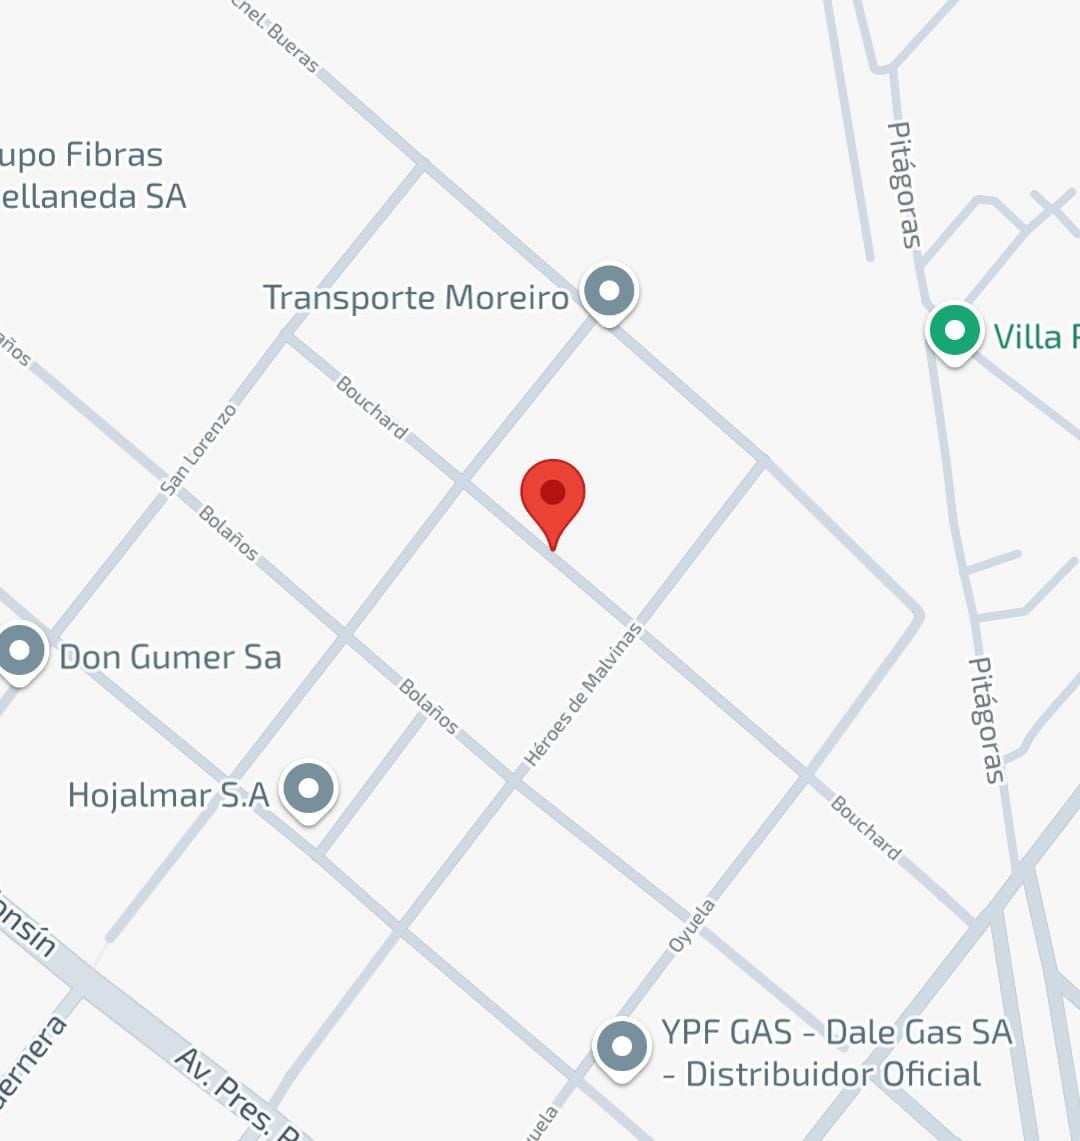 cnel. Bueras
Pitágoras
upo Fibras
ellaneda SA
Transporte Moreiro
Villa
años
Bouchard
San Lorenzo
Bolaños
Don Gumer Sa
Héroes de Malvinas
Bolaños
Pitágoras
Hojalmar S.A
Bouchard
onsín
Oyuela
YPF GAS - Dale Gas SA
- Distribuidor Oficial
ernera
Av. Pres.
uela